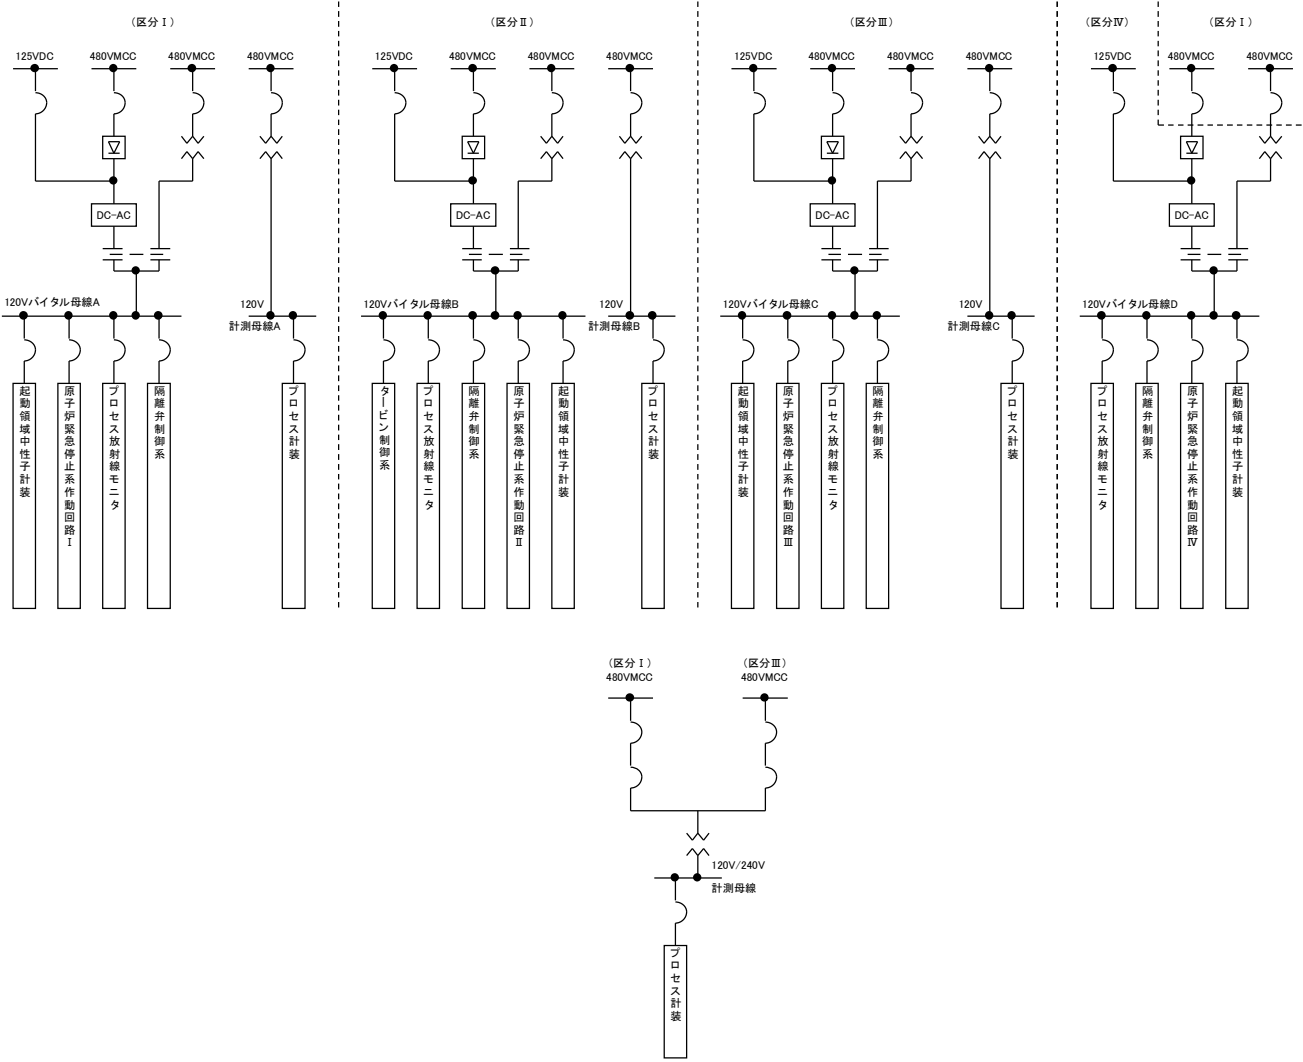 (区分Ⅰ)
(区分Ⅱ)
(区分Ⅲ)
(区分Ⅳ)
(区分Ⅰ)
125VDC
480VMCC
480VMCC
480VMCC
125VDC
480VMCC
480VMCC
480VMCC
125VDC
480VMCC
480VMCC
480VMCC
125VDC
480VMCC
480VMCC
DC-AC
DC-AC
DC-AC
DC-AC
120Vバイタル母線A
120V
計測母線A
120Vバイタル母線B
120V
計測母線B
120Vバイタル母線C
120V
計測母線C
120Vバイタル母線D
起動領域中性子計装
原子炉緊急停止系作動回路Ⅰ
プロセス放射線モニタ
隔離弁制御系
プロセス計装
タービン制御系
プロセス放射線モニタ
隔離弁制御系
原子炉緊急停止系作動回路Ⅱ
起動領域中性子計装
プロセス計装
起動領域中性子計装
原子炉緊急停止系作動回路Ⅲ
プロセス放射線モニタ
隔離弁制御系
プロセス計装
プロセス放射線モニタ
隔離弁制御系
原子炉緊急停止系作動回路Ⅳ
起動領域中性子計装
(区分Ⅰ)
480VMCC
(区分Ⅲ)
480VMCC
120V/240V
計測母線
プロセス計装